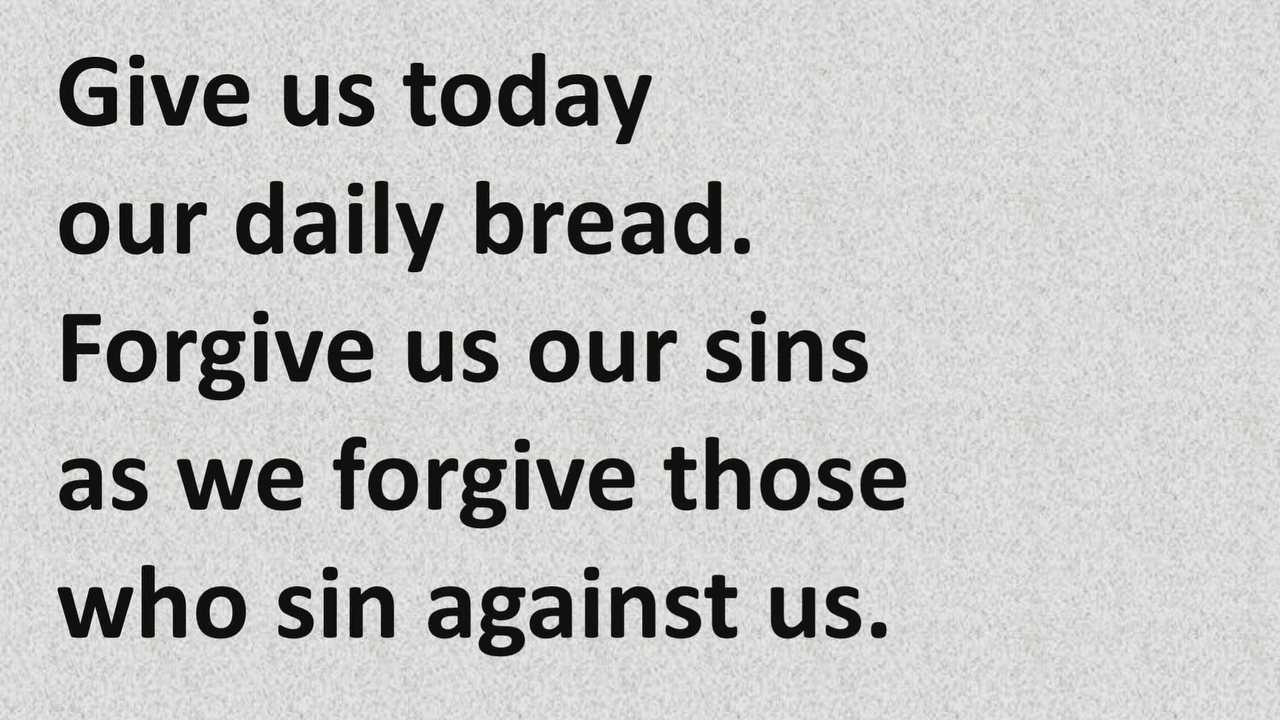 Give us today
our daily bread.
Forgive us our sins
as we forgive those
who sin against us.